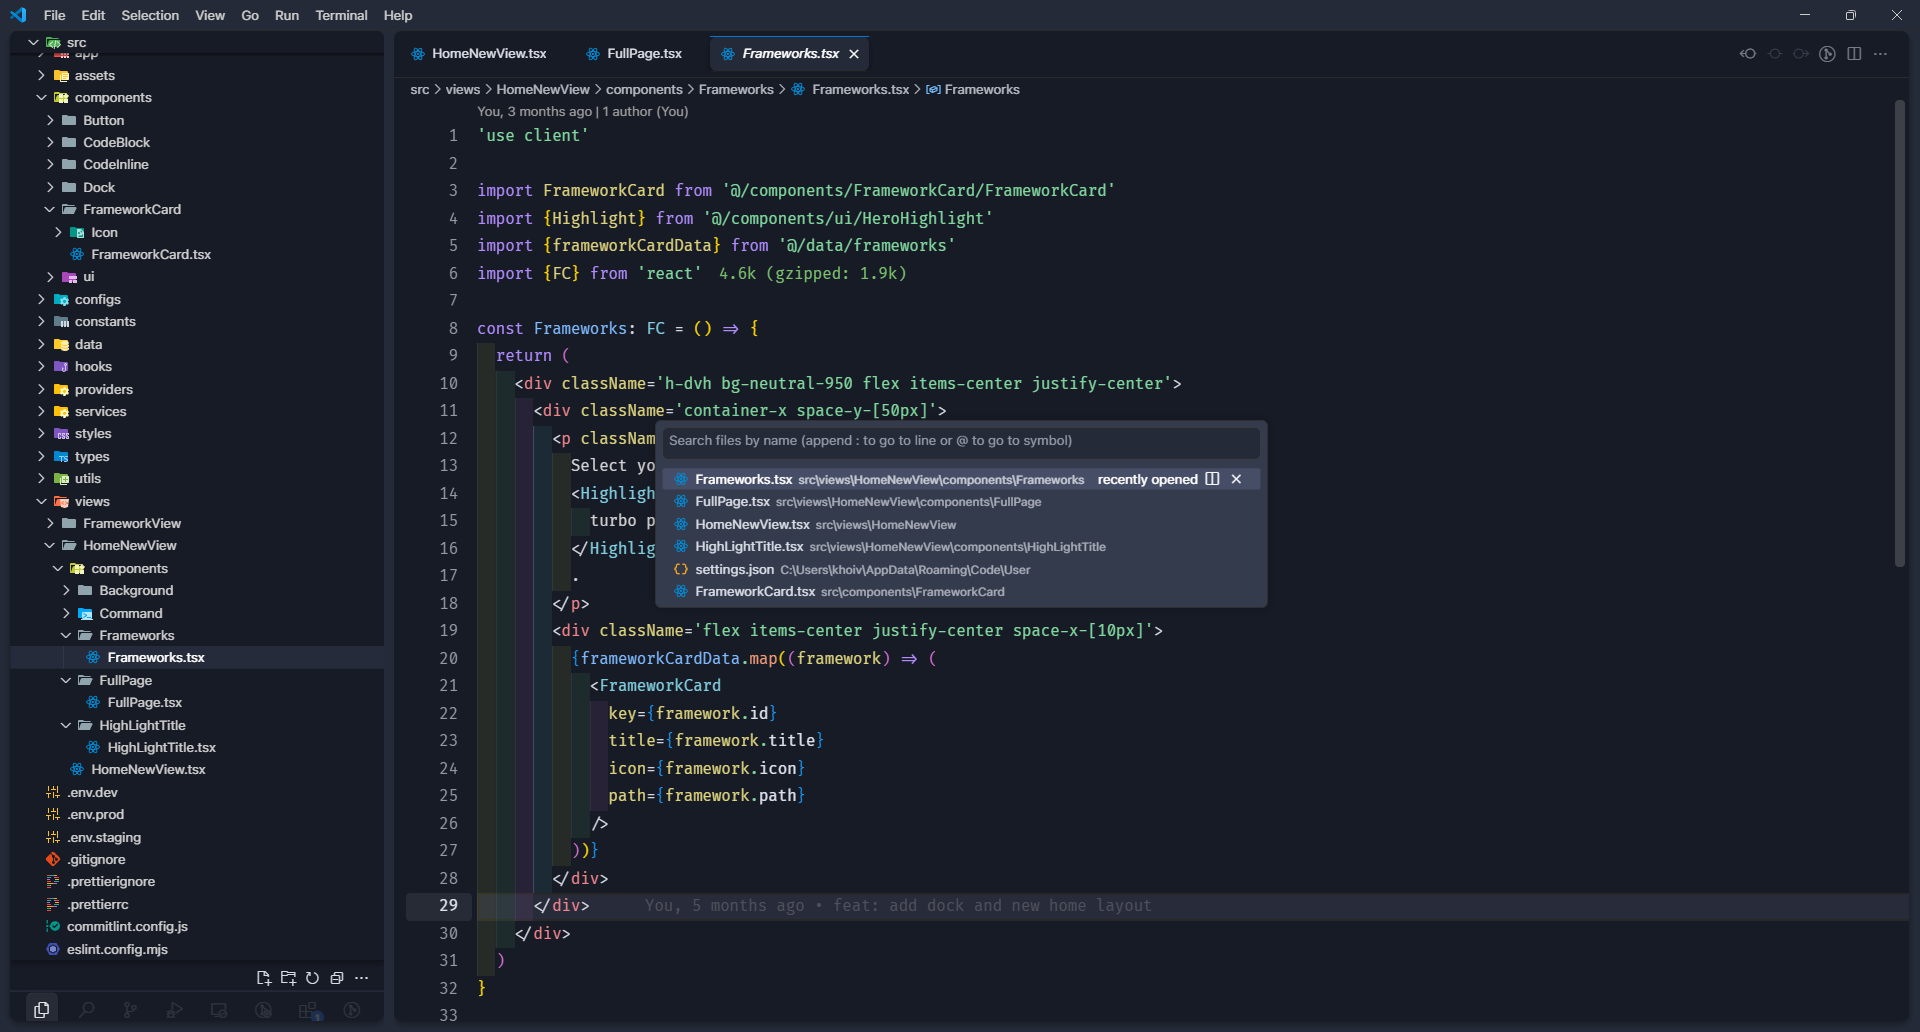 File Edit Selection View Go Run Terminal Help
src
app
assets
components
Button
CodeBlock
CodeInline
Dock
FrameworkCard
Icon
FrameworkCard.tsx
ui
configs
constants
data
hooks
providers
services
styles
types
utils
views
FrameworkView
HomeNewView
components
Background
Command
Frameworks
Frameworks.tsx
FullPage
FullPage.tsx
HighLightTitle
HighLightTitle.tsx
HomeNewView.tsx
.env.dev
.env.prod
.env.staging
.gitignore
.prettierignore
.prettierrc
commitlint.config.js
eslint.config.mjs
HomeNewView.tsx FullPage.tsx Frameworks.tsx
src > views > HomeNewView > components > Frameworks > Frameworks.tsx > Frameworks
You, 3 months ago | 1 author (You)
1 'use client'
2
3 import FrameworkCard from '@/components/FrameworkCard/FrameworkCard'
4 import {Highlight} from '@/components/ui/HeroHighlight'
5 import {frameworkCardData} from '@/data/frameworks'
6 import {FC} from 'react' 4.6k (gzipped: 1.9k)
7
8 const Frameworks: FC = () => {
9 return (
10 <div className='h-dvh bg-neutral-950 flex items-center justify-center'>
11 <div className='container-x space-y-[50px]'>
12 <p classNam
13 Select yo
14 <Highligh
15 turbo p
16 </Highlig
17 .
18 </p>
19 <div className='flex items-center justify-center space-x-[10px]'>
20 {frameworkCardData.map((framework) => (
21 <FrameworkCard
22 key={framework.id}
23 title={framework.title}
24 icon={framework.icon}
25 path={framework.path}
26 />
27 ))}
28 </div>
29 </div> You, 5 months ago • feat: add dock and new home layout
30 </div>
31 )
32 }
33
Search files by name (append : to go to line or @ to go to symbol)
Frameworks.tsx src\views\HomeNewView\components\Frameworks recently opened
FullPage.tsx src\views\HomeNewView\components\FullPage
HomeNewView.tsx src\views\HomeNewView
HighLightTitle.tsx src\views\HomeNewView\components\HighLightTitle
settings.json C:\Users\khoiv\AppData\Roaming\Code\User
FrameworkCard.tsx src\components\FrameworkCard